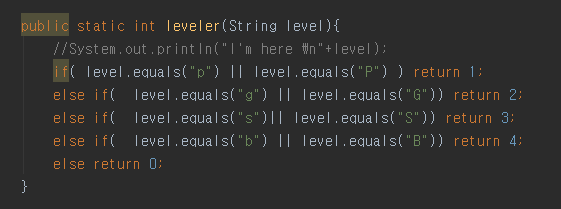 public static int leveler(String level){
//System.out.println("I'm here ₩n"+level);
if( level.equals("p") || level.equals("P") ) return 1;
else if(  level.equals("g") || level.equals("G")) return 2;
else if(  level.equals("s")|| level.equals("S")) return 3;
else if(  level.equals("b") || level.equals("B")) return 4;
else return 0;
}